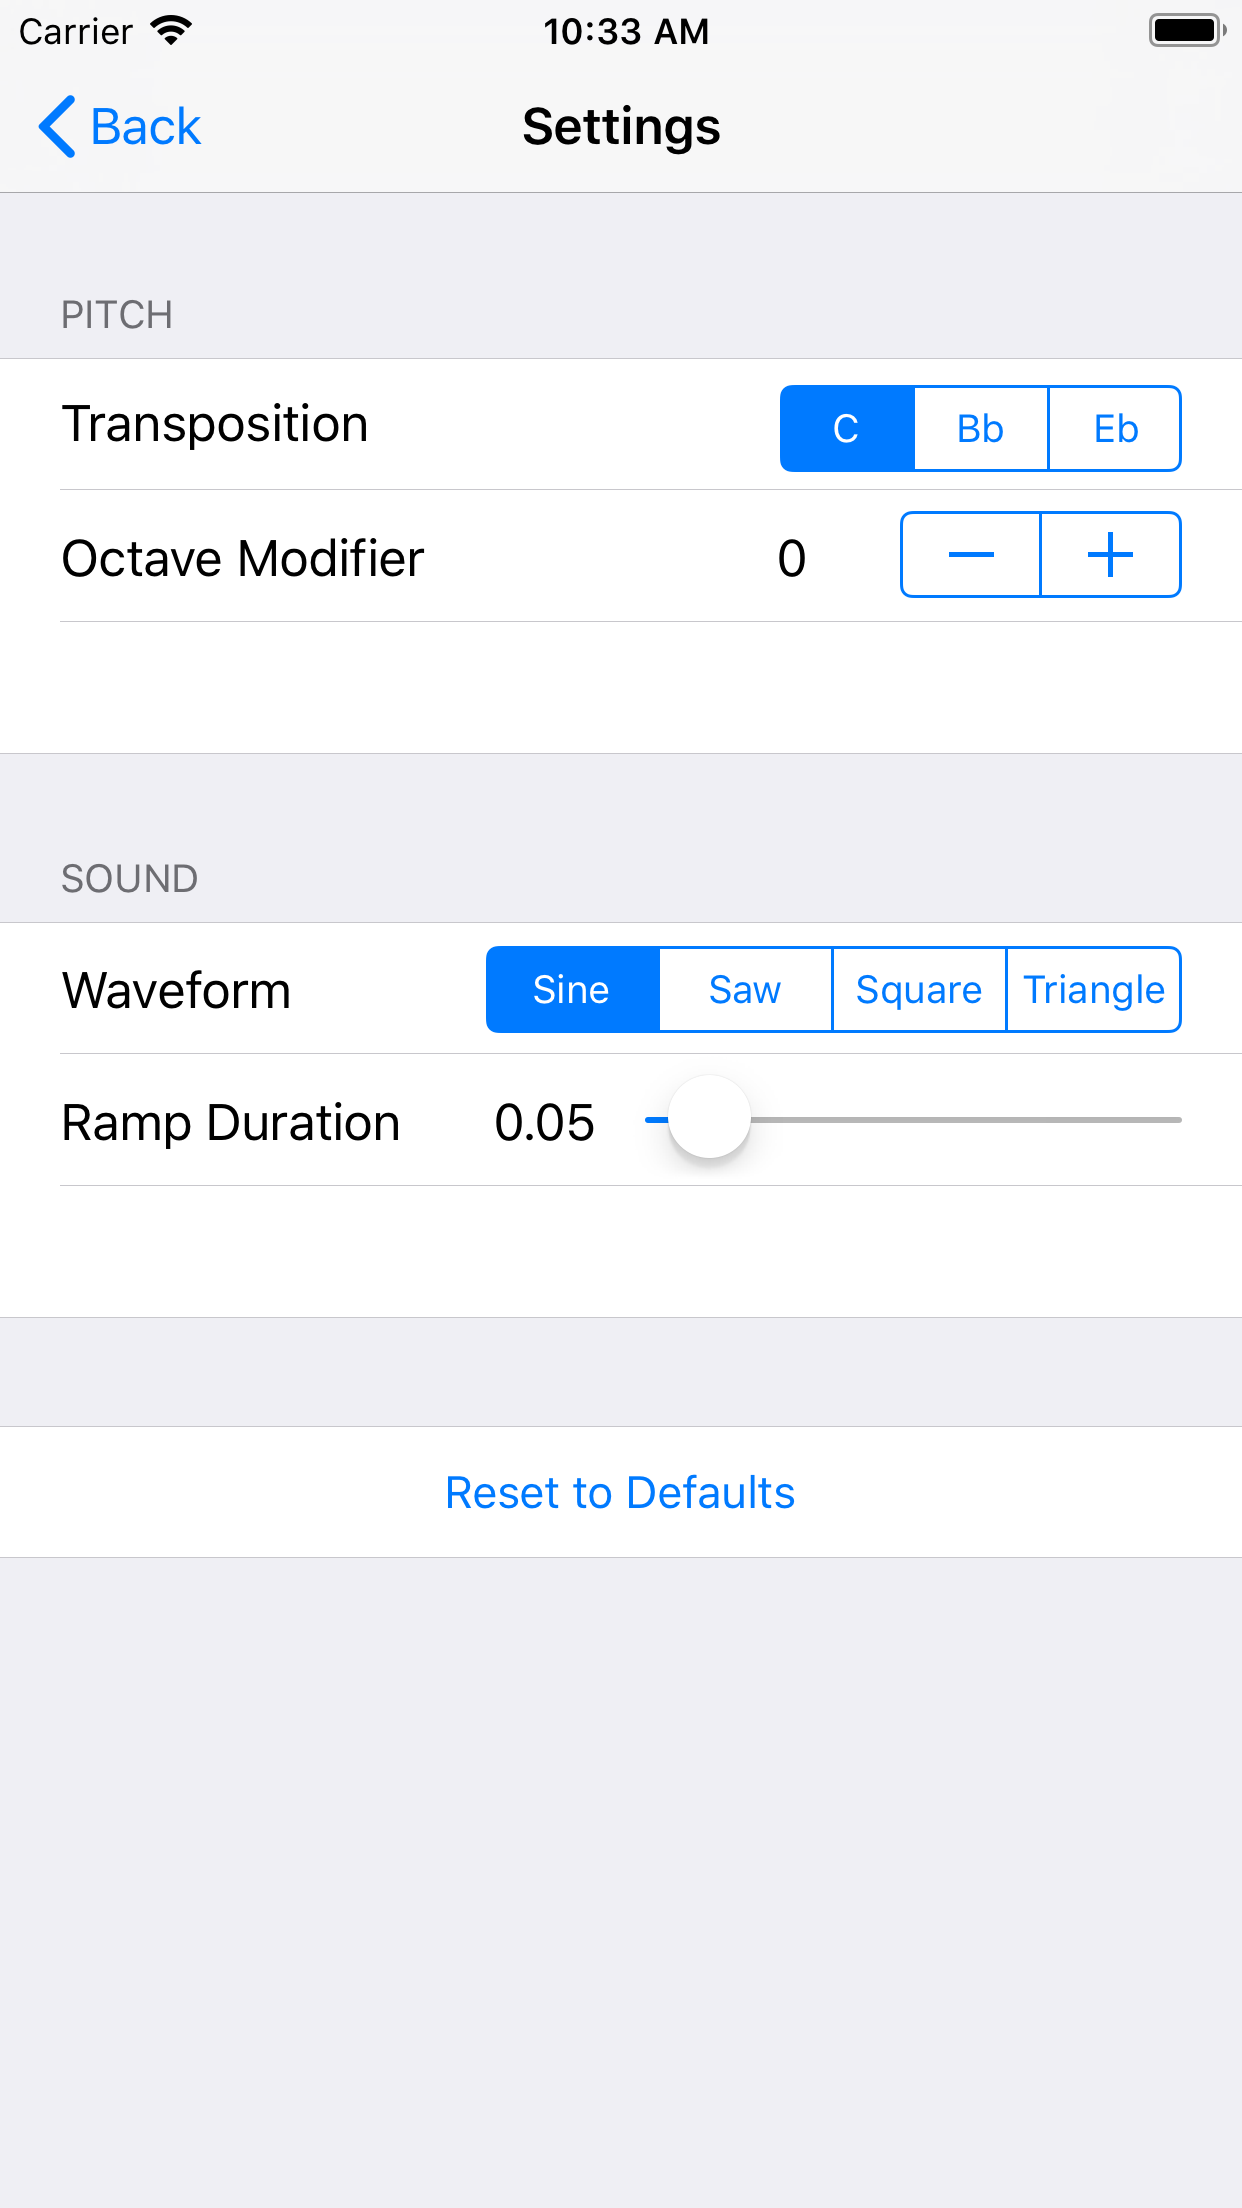 Carrier 10:33 AM
Back Settings
PITCH
Transposition C Bb Eb
Octave Modifier 0 − +
SOUND
Waveform Sine Saw Square Triangle
Ramp Duration 0.05
Reset to Defaults